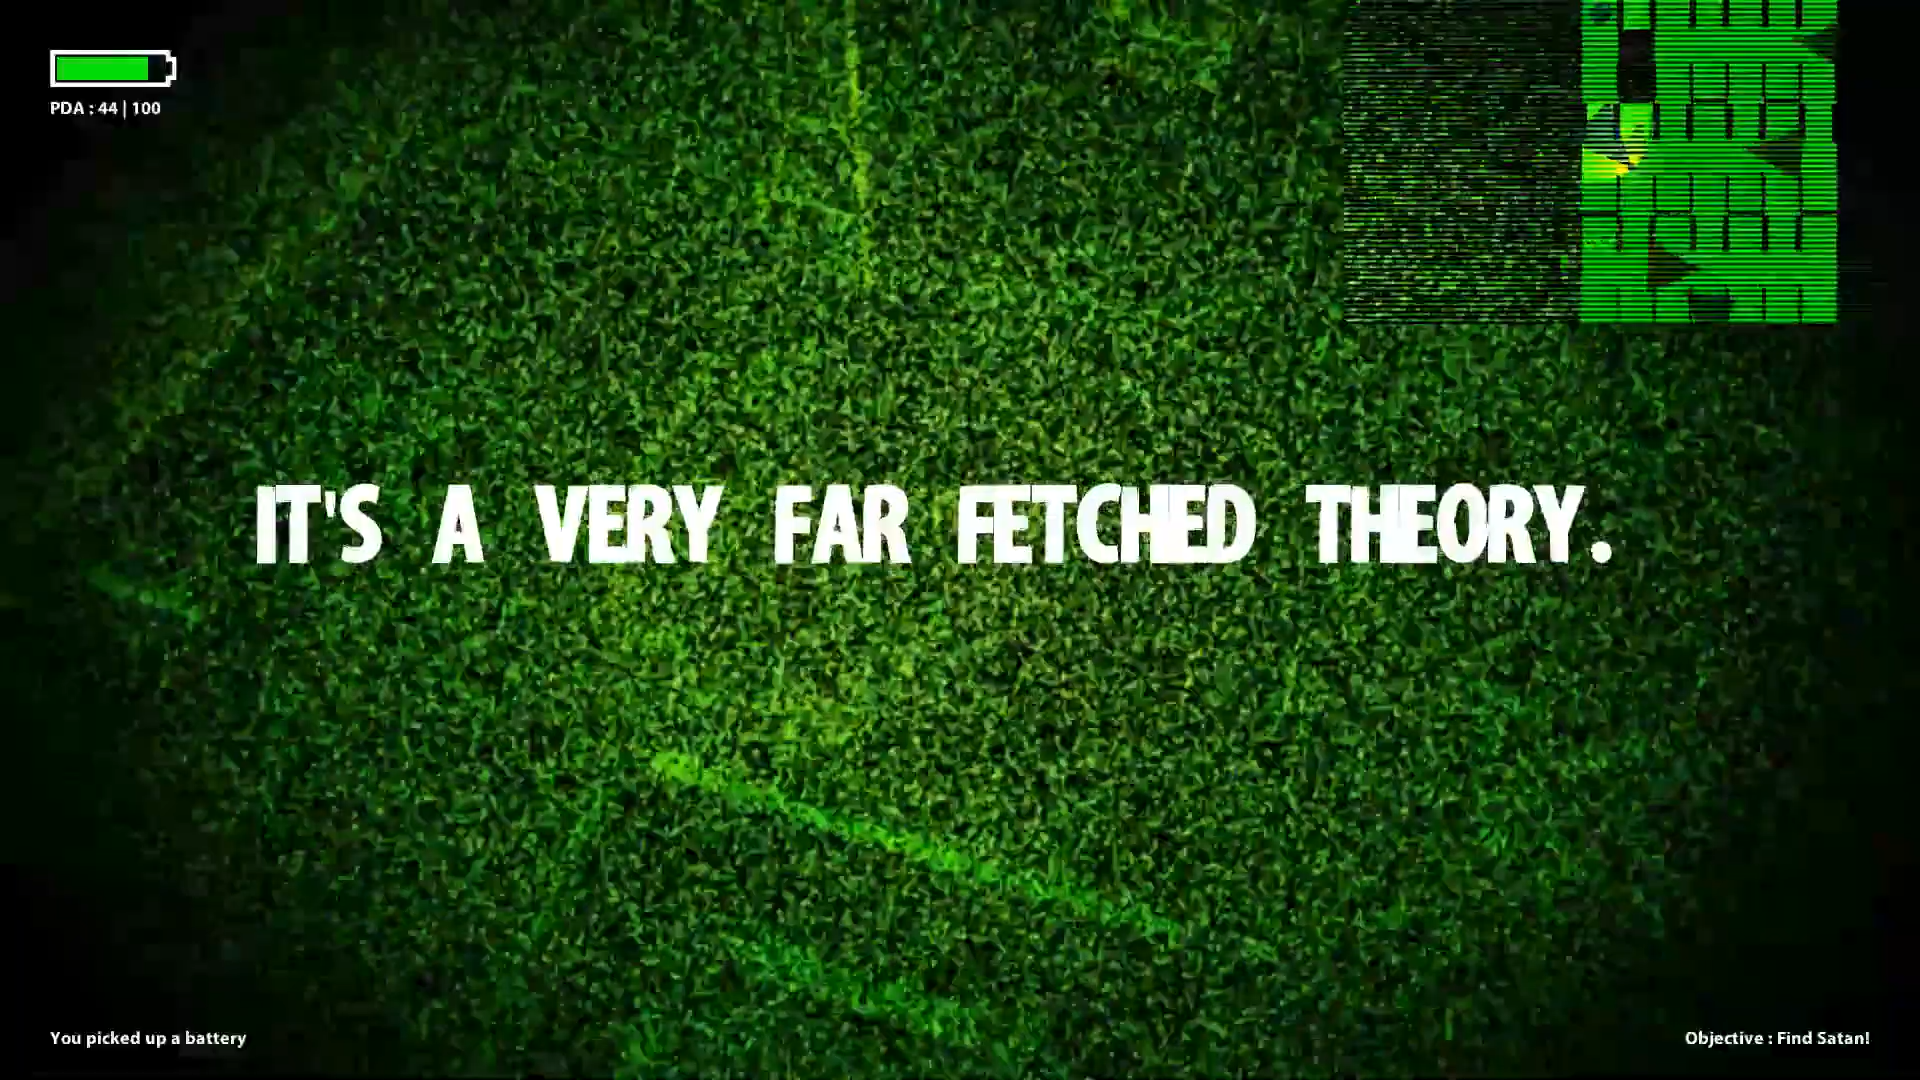 PDA : 44 | 100
IT'S A VERY FAR FETCHED THEORY.
You picked up a battery
Objective : Find Satan!